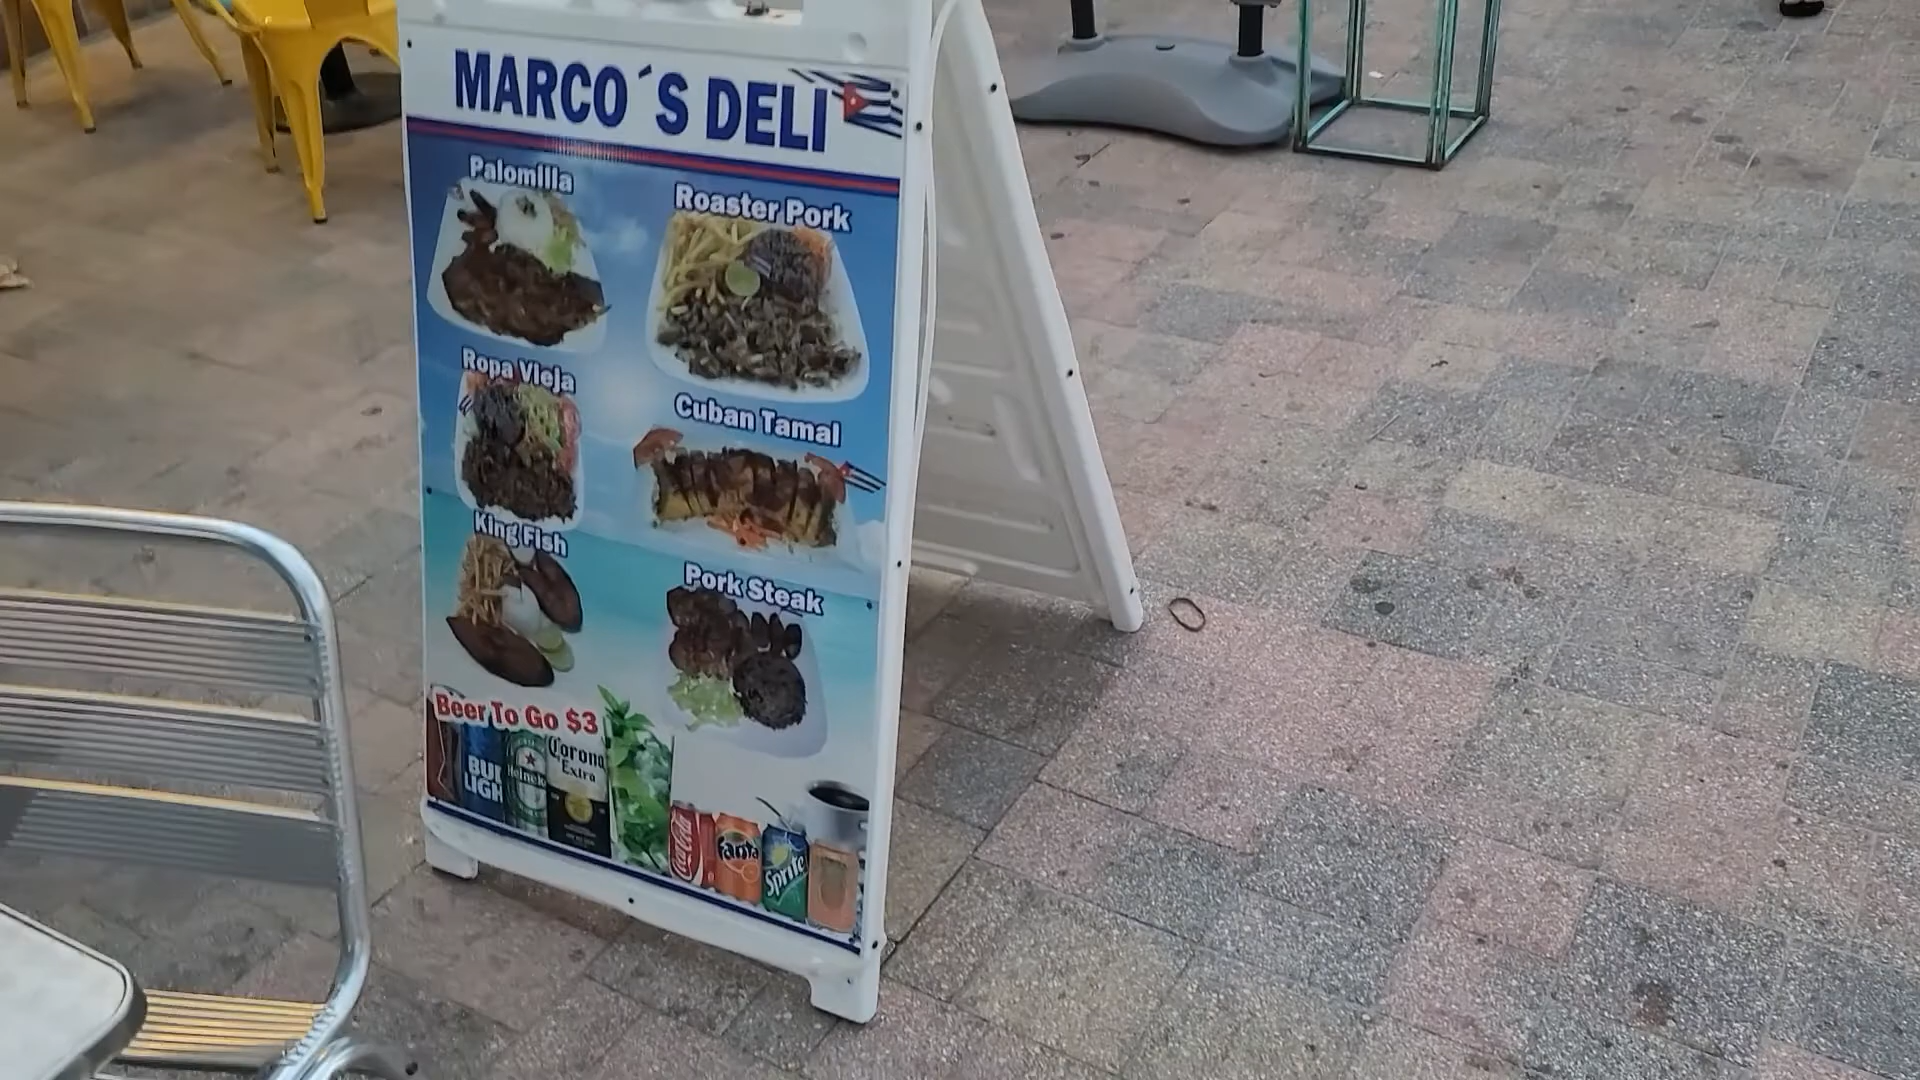 MARCO´S DELI
Palomilla
Roaster Pork
Ropa Vieja
Cuban Tamal
King Fish
Pork Steak
Beer To Go $3
BUD LIGHT
Heineken
Corona
Extra
Coca-Cola
Fanta
Sprite